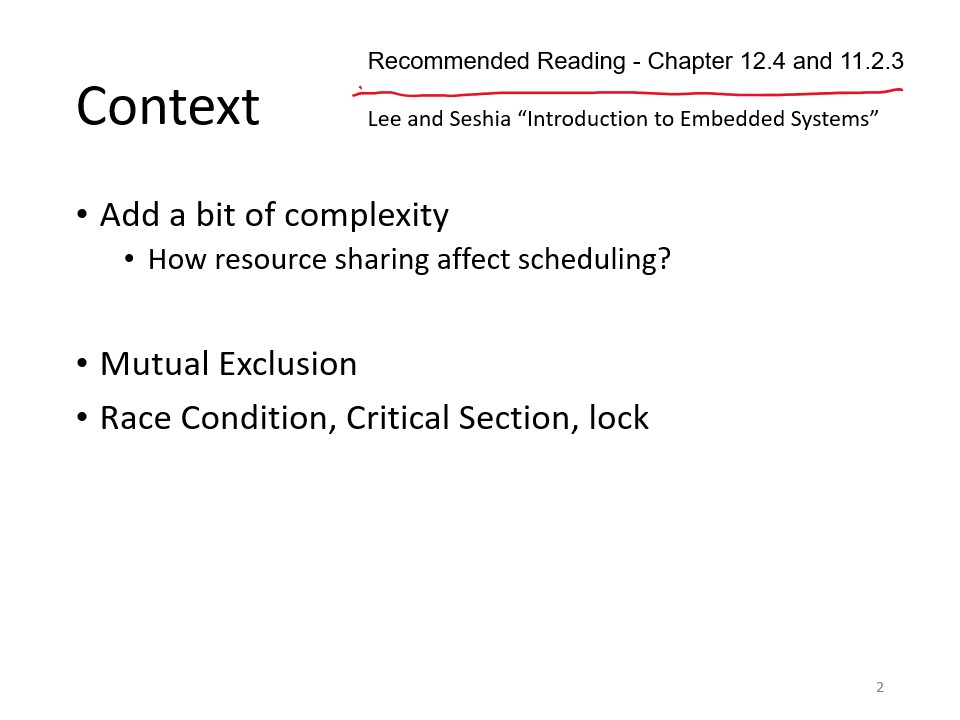 Recommended Reading - Chapter 12.4 and 11.2.3
Context
Lee and Seshia “Introduction to Embedded Systems”
• Add a bit of complexity
• How resource sharing affect scheduling?
• Mutual Exclusion
• Race Condition, Critical Section, lock
2